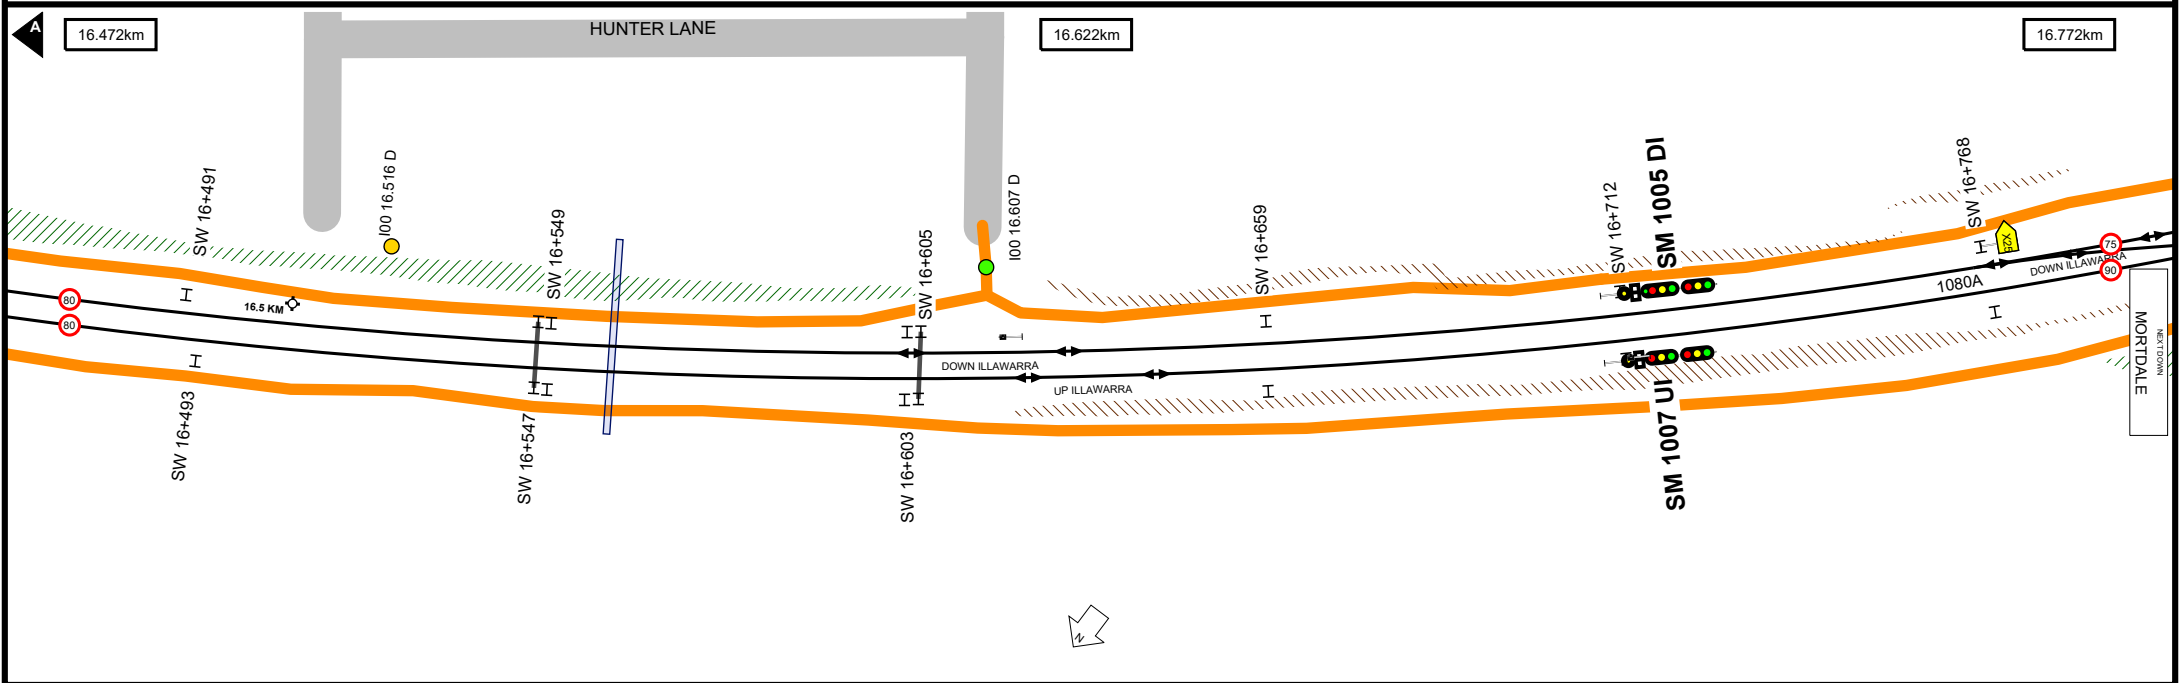 A
16.472km
HUNTER LANE
16.622km
16.772km
SW 16+491
I00 16.516 D
SW 16+549
SW 16+605
I00 16.607 D
SW 16+659
SW 16+712
SM 1005 DI
SW 16+768
X25
75
DOWN ILLAWARRA
90
1080A
80
16.5 KM
80
DOWN ILLAWARRA
UP ILLAWARRA
NEXT DOWN
MORTDALE
SW 16+493
SW 16+547
SW 16+603
SM 1007 UI
N